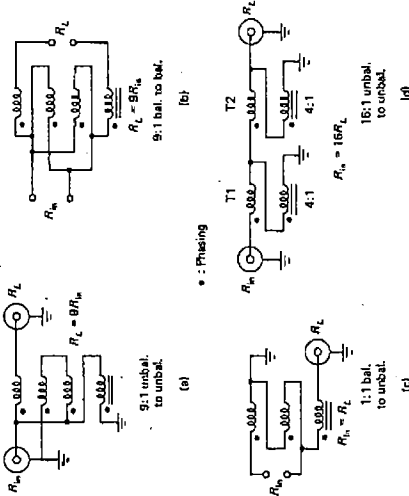 R_in
R_L
R_L = 9R_in
9:1 unbal.
to unbal.
(a)
R_in
R_L
R_L = 9R_in
9:1 bal. to bal.
(b)
• : Phasing
R_in
R_L
R_in = R_L
1:1 bal.
to unbal.
(c)
R_in
T1
T2
R_L
4:1
4:1
R_in = 16R_L
16:1 unbal.
to unbal.
(d)